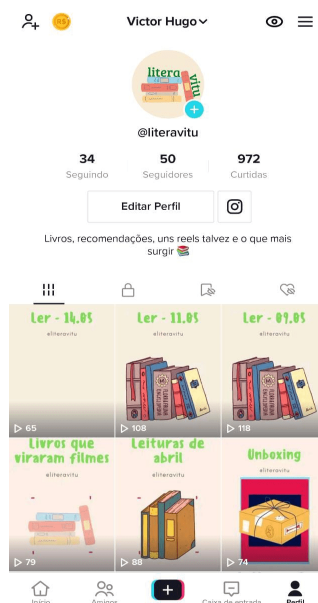 R$
Victor Hugo
litera
vitu
@literavitu
34
50
972
Seguindo
Seguidores
Curtidas
Editar Perfil
Livros, recomendações, uns reels talvez e o que mais
surgir
Ler - 14.05
Ler - 11.05
Ler - 09.05
@literavitu
@literavitu
@literavitu
65
108
118
Livros que
viraram filmes
Leituras de
abril
Unboxing
@literavitu
@literavitu
@literavitu
79
88
74
Início
Amigos
Caixa de entrada
Perfil